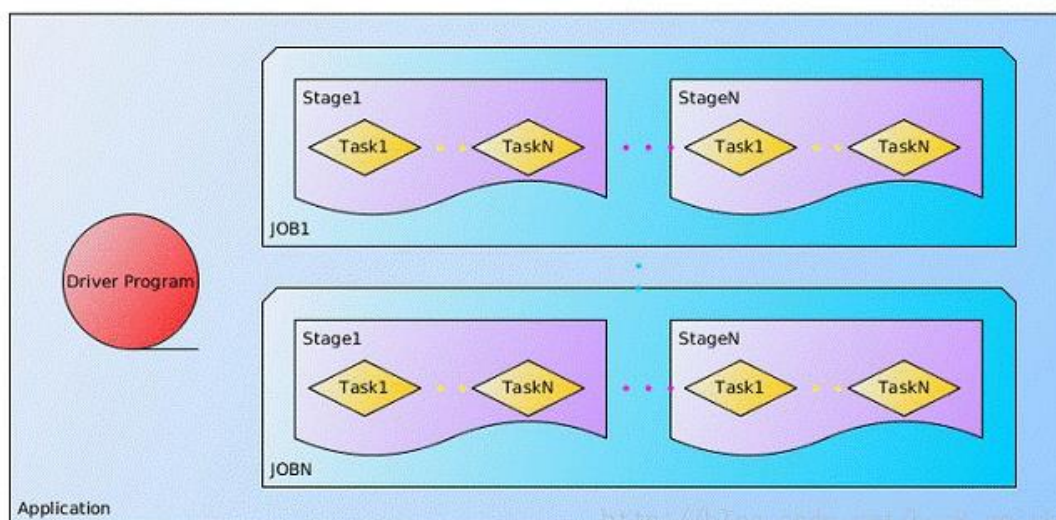 Stage1
Task1
TaskN
StageN
Task1
TaskN
JOB1
Driver Program
Stage1
Task1
TaskN
StageN
Task1
TaskN
JOBN
Application